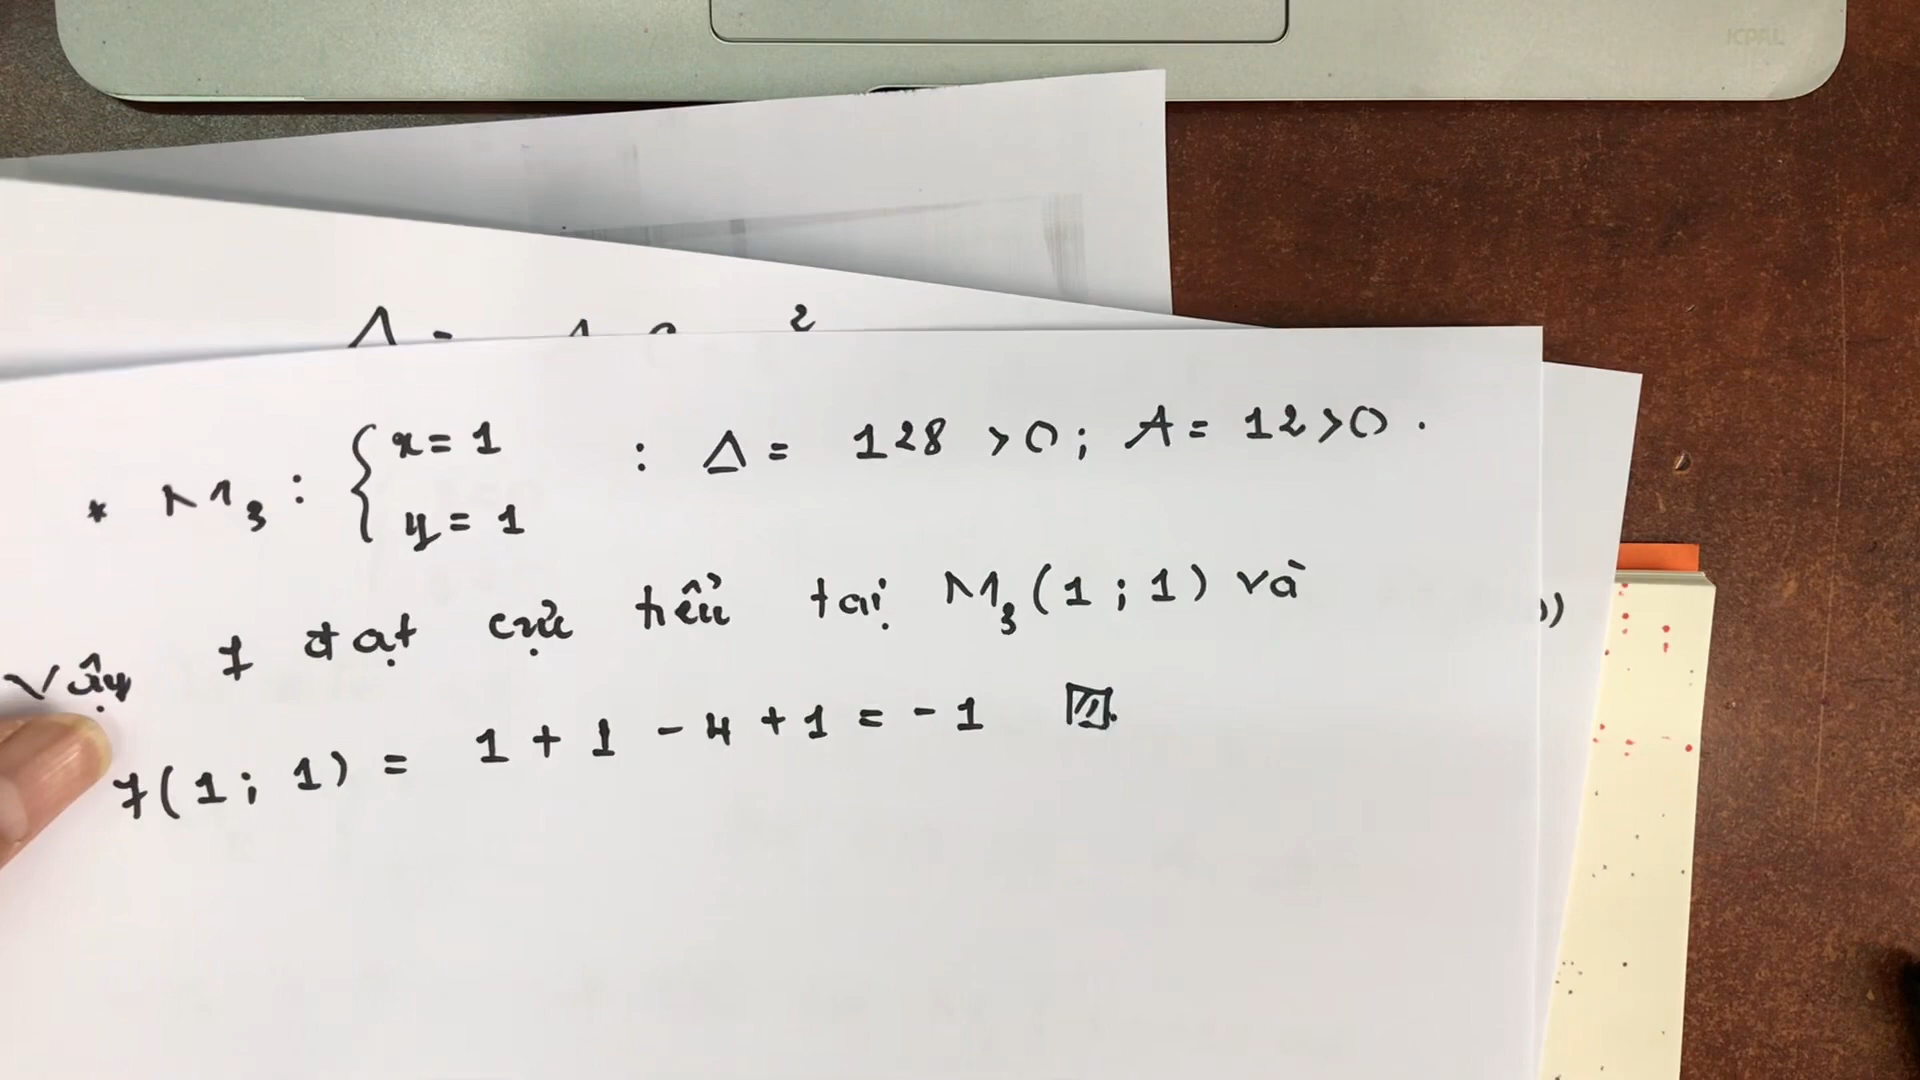 Δ = 2
* M₃ : { x = 1 : Δ = 128 > 0 ; A = 12 > 0 .
y = 1
Vậy f đạt cực tiểu tại M₃ ( 1 ; 1 ) và
f ( 1 ; 1 ) = 1 + 1 - 4 + 1 = - 1
)